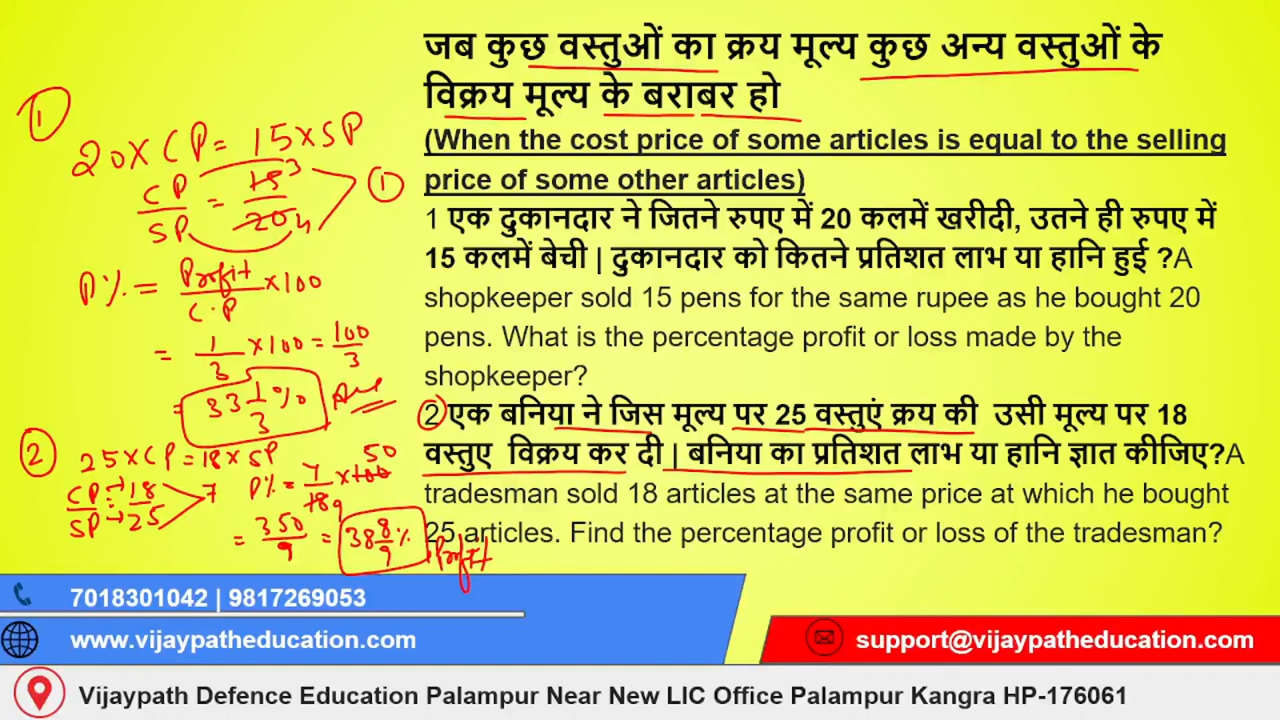 जब कुछ वस्तुओं का क्रय मूल्य कुछ अन्य वस्तुओं के
विक्रय मूल्य के बराबर हो
(When the cost price of some articles is equal to the selling
price of some other articles)
1 एक दुकानदार ने जितने रुपए में 20 कलमें खरीदी, उतने ही रुपए में
15 कलमें बेची | दुकानदार को कितने प्रतिशत लाभ या हानि हुई ?A
shopkeeper sold 15 pens for the same rupee as he bought 20
pens. What is the percentage profit or loss made by the
shopkeeper?
2 एक बनिया ने जिस मूल्य पर 25 वस्तुएं क्रय की उसी मूल्य पर 18
वस्तुए विक्रय कर दी | बनिया का प्रतिशत लाभ या हानि ज्ञात कीजिए?A
tradesman sold 18 articles at the same price at which he bought
25 articles. Find the percentage profit or loss of the tradesman?
1
20 x CP = 15 x SP
CP/SP = 15 3/20 4 1
P% = Profit/C.P x 100
= 1/3 x 100 = 100/3
= 33 1/3 % Ans
2
25 x CP = 18 x SP
CP → 18
SP → 25
7
P% = 7/18 9 x 100 50
= 350/9 = 38 8/9 % Profit
7018301042 | 9817269053
www.vijaypatheducation.com
support@vijaypatheducation.com
Vijaypath Defence Education Palampur Near New LIC Office Palampur Kangra HP-176061